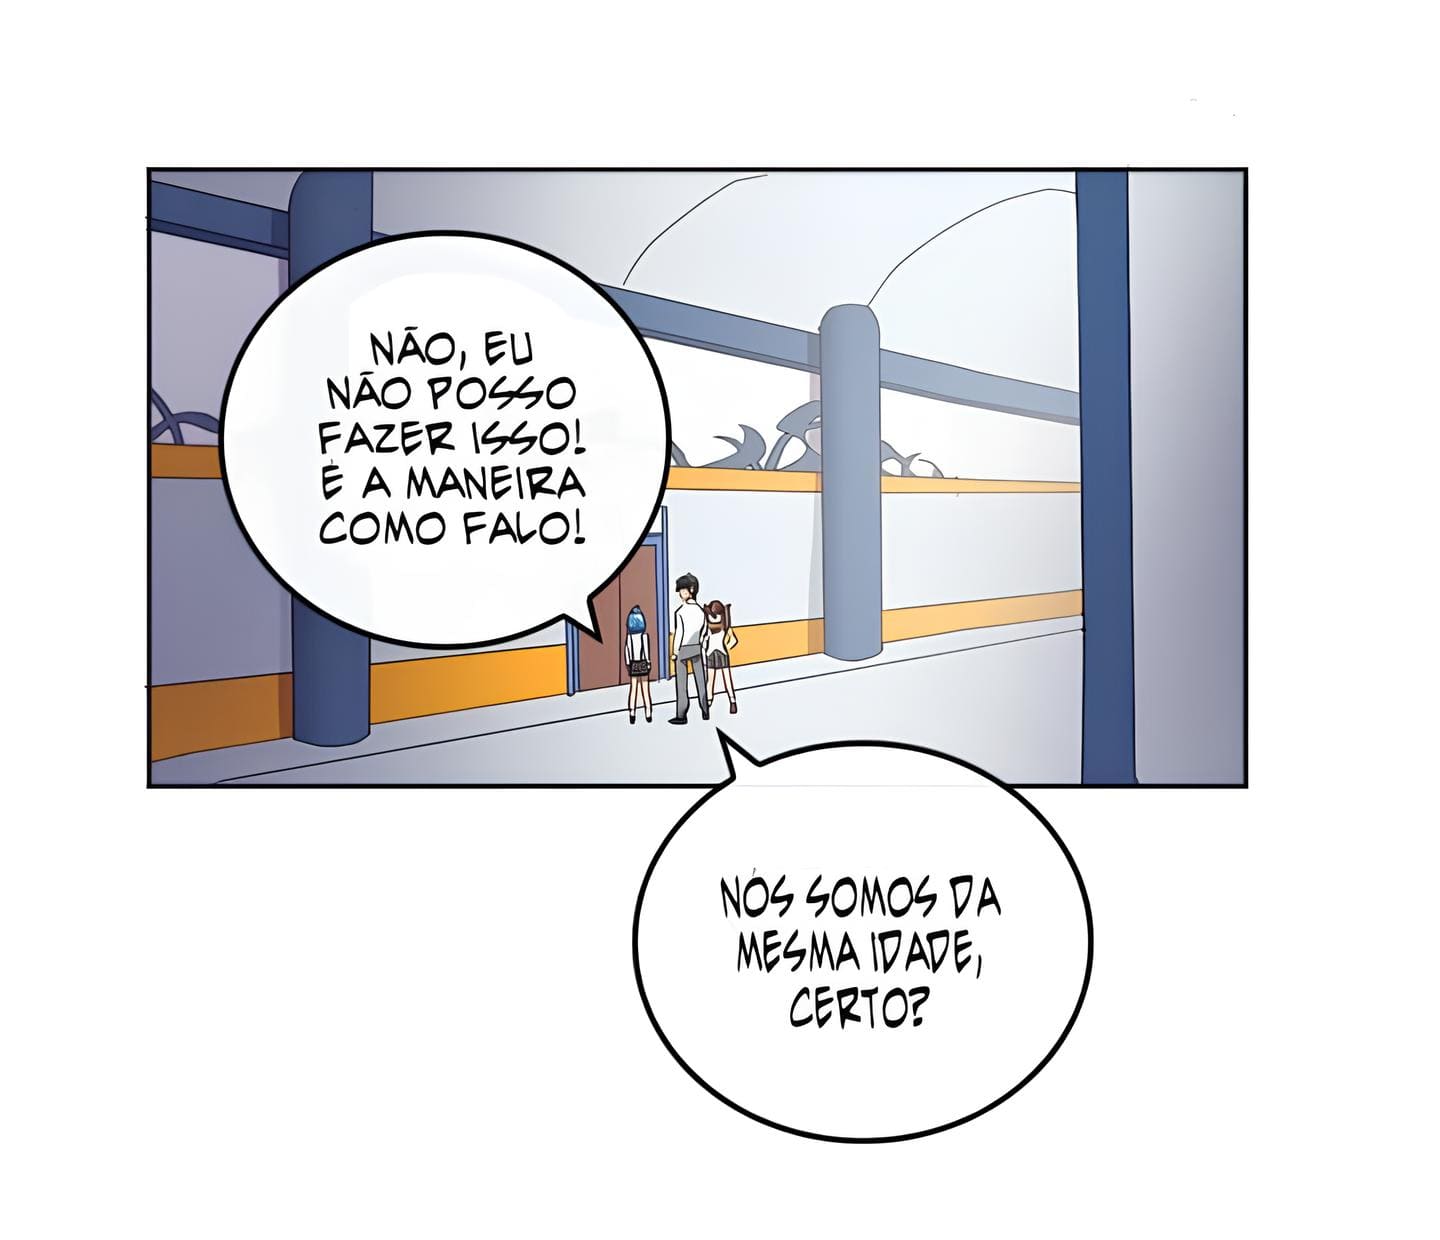 NÃO, EU
NÃO POSSO
FAZER ISSO!
É A MANEIRA
COMO FALO!
NÓS SOMOS DA
MESMA IDADE,
CERTO?